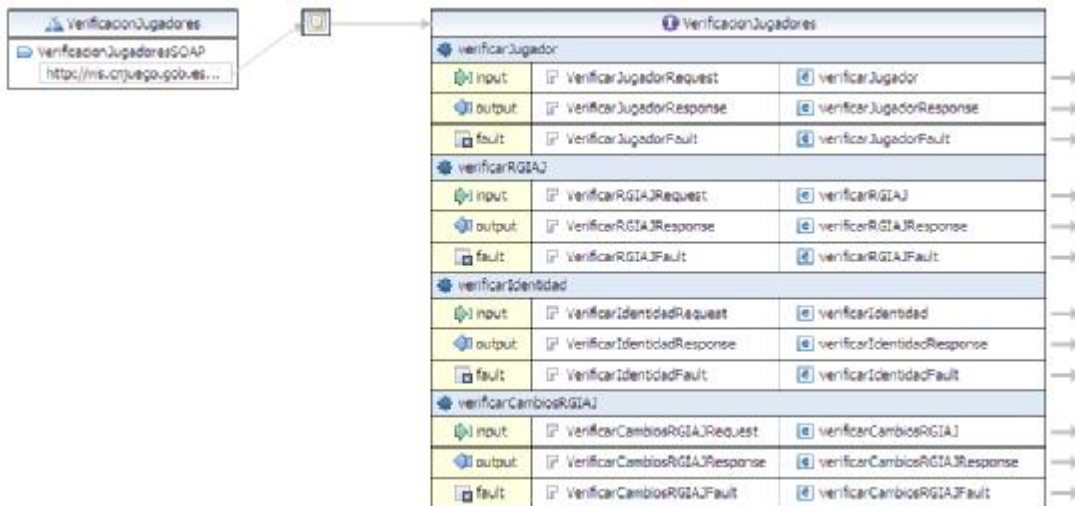 VerificacionJugadores
VerificacionJugadoresSOAP
http://ws.cnjuego.gob.es...
VerificacionJugadores
verificarJugador
input VerificarJugadorRequest verificarJugador
output VerificarJugadorResponse verificarJugadorResponse
fault VerificarJugadorFault verificarJugadorFault
verificarRGIAJ
input VerificarRGIAJRequest verificarRGIAJ
output VerificarRGIAJResponse verificarRGIAJResponse
fault VerificarRGIAJFault verificarRGIAJFault
verificarIdentidad
input VerificarIdentidadRequest verificarIdentidad
output VerificarIdentidadResponse verificarIdentidadResponse
fault VerificarIdentidadFault verificarIdentidadFault
verificarCambiosRGIAJ
input VerificarCambiosRGIAJRequest verificarCambiosRGIAJ
output VerificarCambiosRGIAJResponse verificarCambiosRGIAJResponse
fault VerificarCambiosRGIAJFault verificarCambiosRGIAJFault